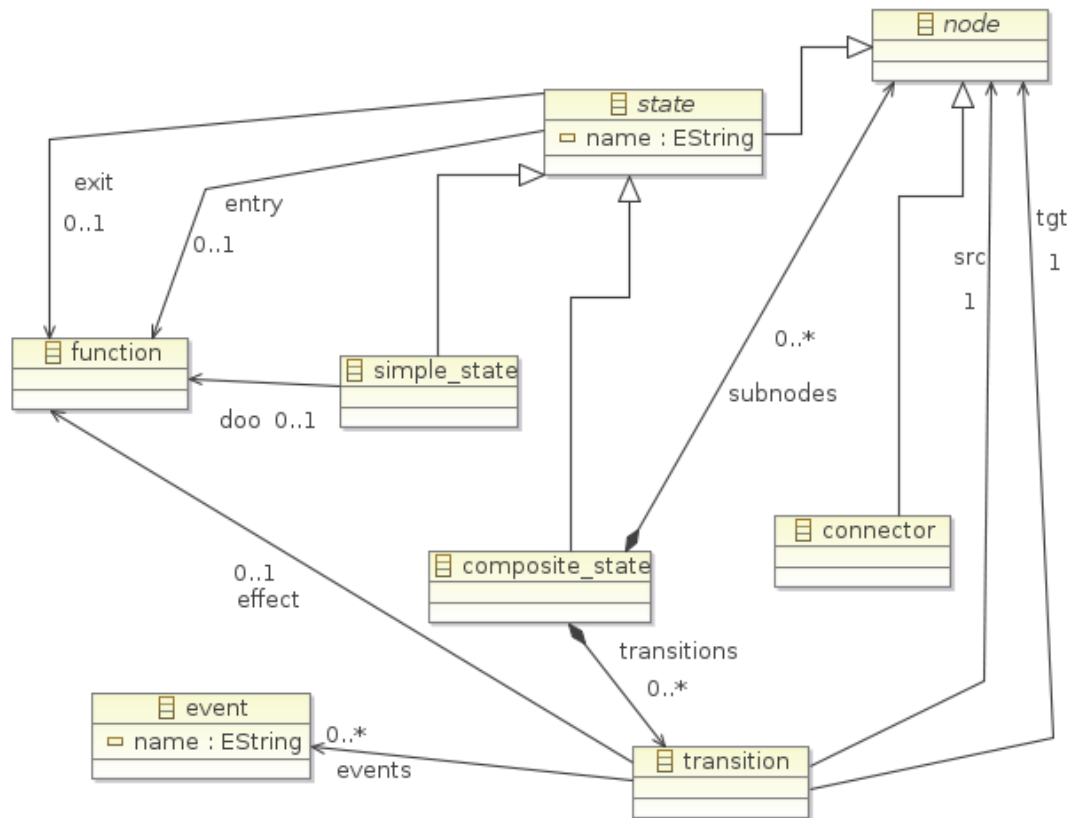 node
state
name : EString
exit
0..1
entry
0..1
tgt
1
src
1
function
simple_state
doo 0..1
0..*
subnodes
connector
composite_state
0..1
effect
transitions
0..*
event
name : EString
0..*
events
transition